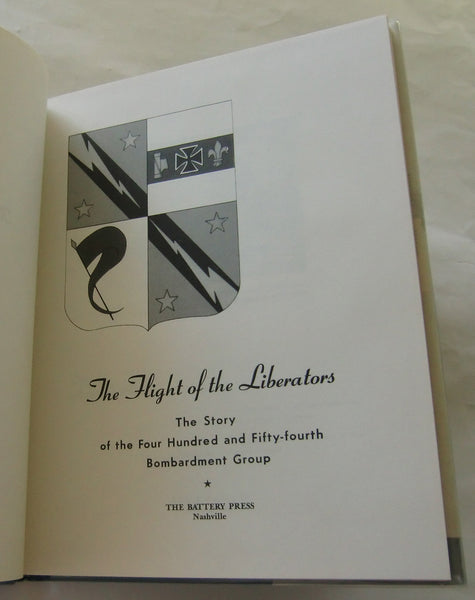 The Flight of the Liberators
The Story
of the Four Hundred and Fifty-fourth
Bombardment Group
THE BATTERY PRESS
Nashville